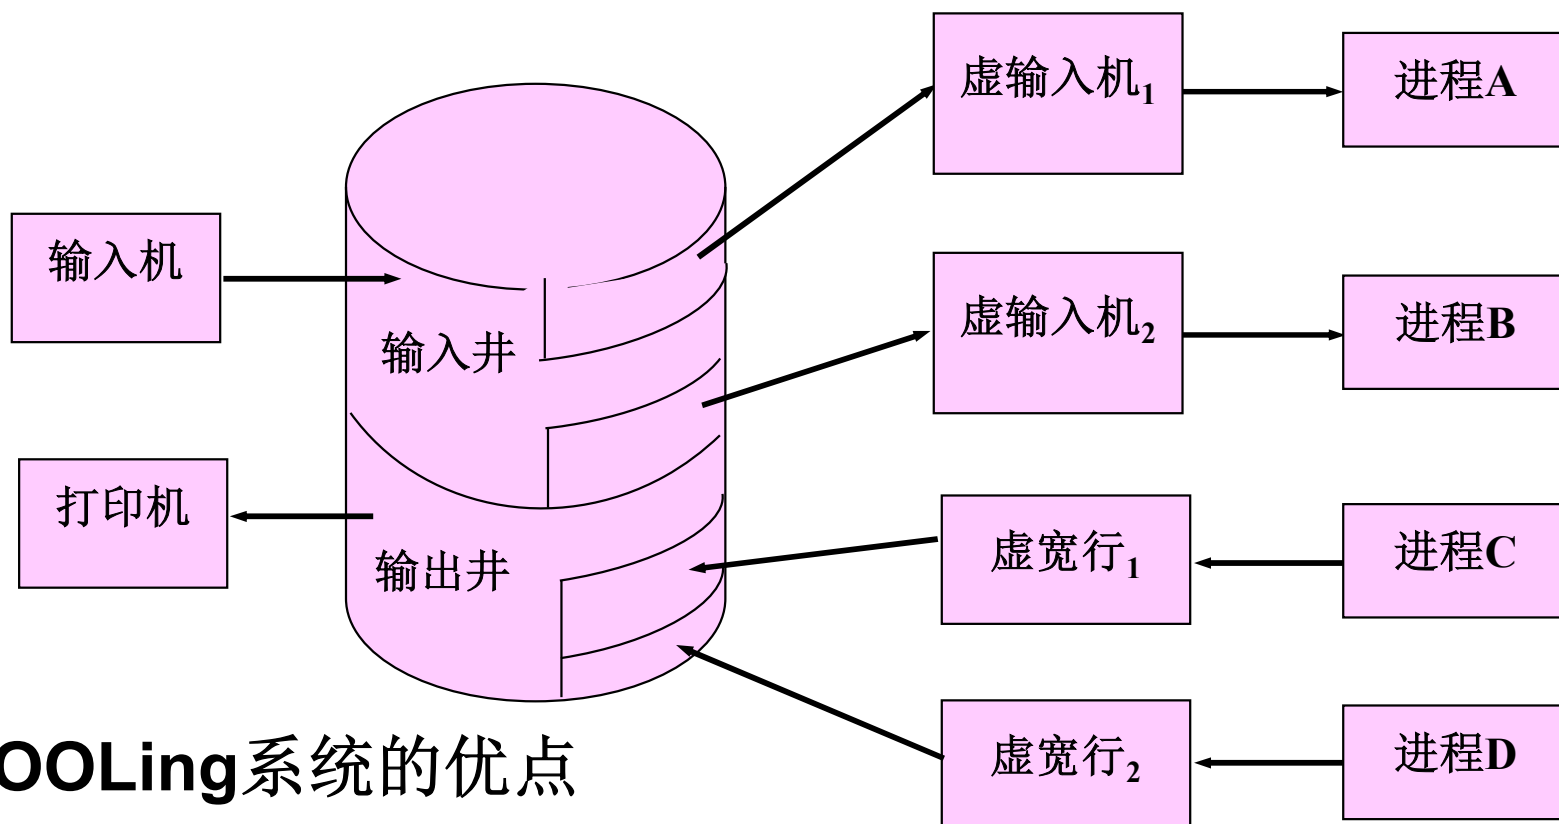 虚输入机1
进程A
输入机
虚输入机2
进程B
输入井
打印机
虚宽行1
进程C
输出井
虚宽行2
进程D
OOLing系统的优点